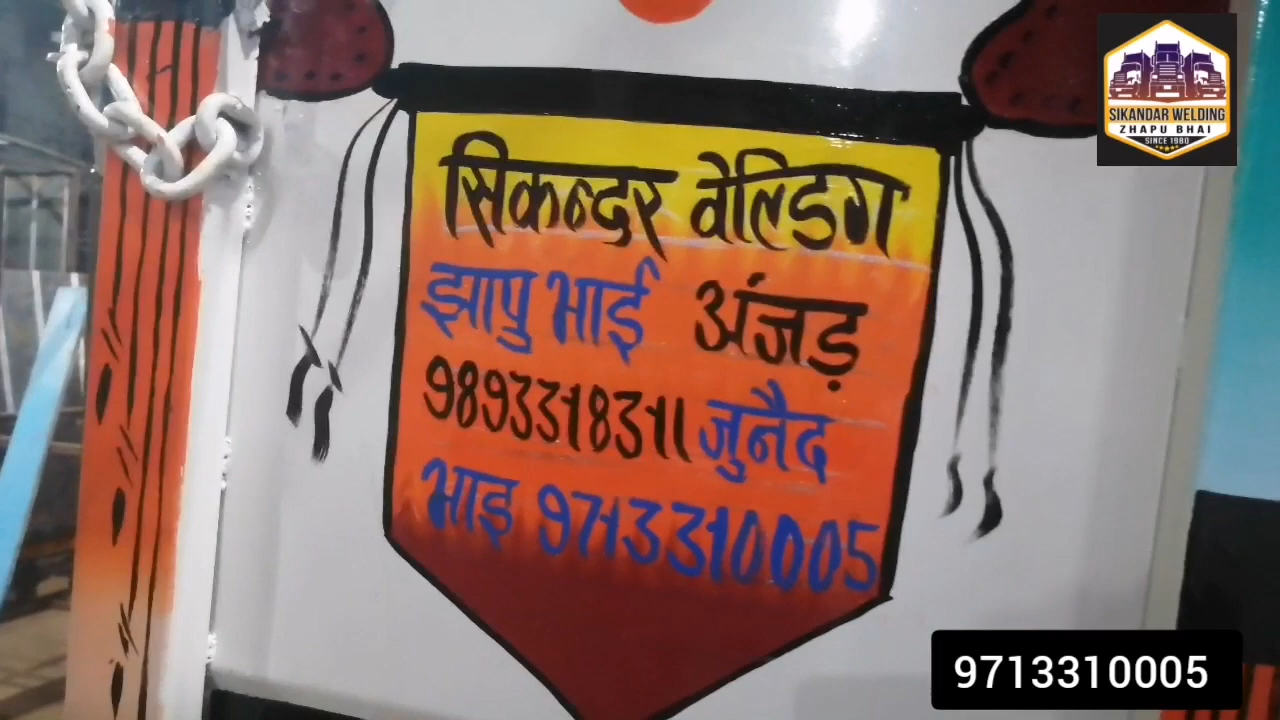 सिकन्दर वेल्डिंग
झापु भाई अंजड़
9893318311 जुनैद
भाइ 9713310005
SIKANDAR WELDING
ZHAPU BHAI
SINCE 1980
9713310005